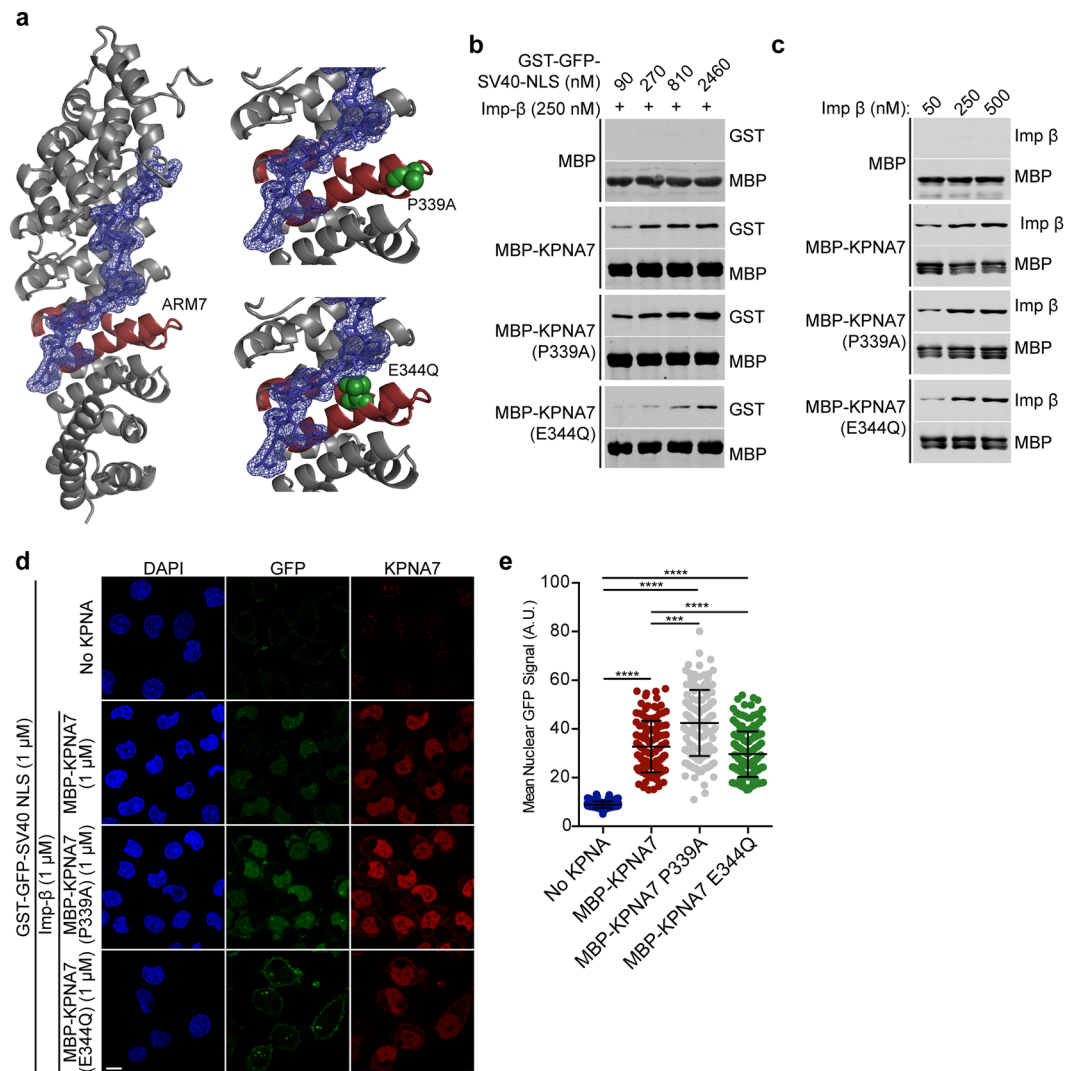 a
ARM7
P339A
E344Q
b
GST-GFP-
SV40-NLS (nM)
90 270 810 2460
Imp-β (250 nM) + + + +
MBP
GST
MBP
MBP-KPNA7
GST
MBP
MBP-KPNA7
(P339A)
GST
MBP
MBP-KPNA7
(E344Q)
GST
MBP
c
Imp β (nM): 50 250 500
MBP
Imp β
MBP
MBP-KPNA7
Imp β
MBP
MBP-KPNA7
(P339A)
Imp β
MBP
MBP-KPNA7
(E344Q)
Imp β
MBP
d
DAPI GFP KPNA7
GST-GFP-SV40 NLS (1 µM)
Imp-β (1 µM)
No KPNA
MBP-KPNA7
(1 µM)
MBP-KPNA7
(P339A) (1 µM)
MBP-KPNA7
(E344Q) (1 µM)
e
Mean Nuclear GFP Signal (A.U.)
100
80
60
40
20
0
****
****
****
***
****
No KPNA
MBP-KPNA7
MBP-KPNA7 P339A
MBP-KPNA7 E344Q